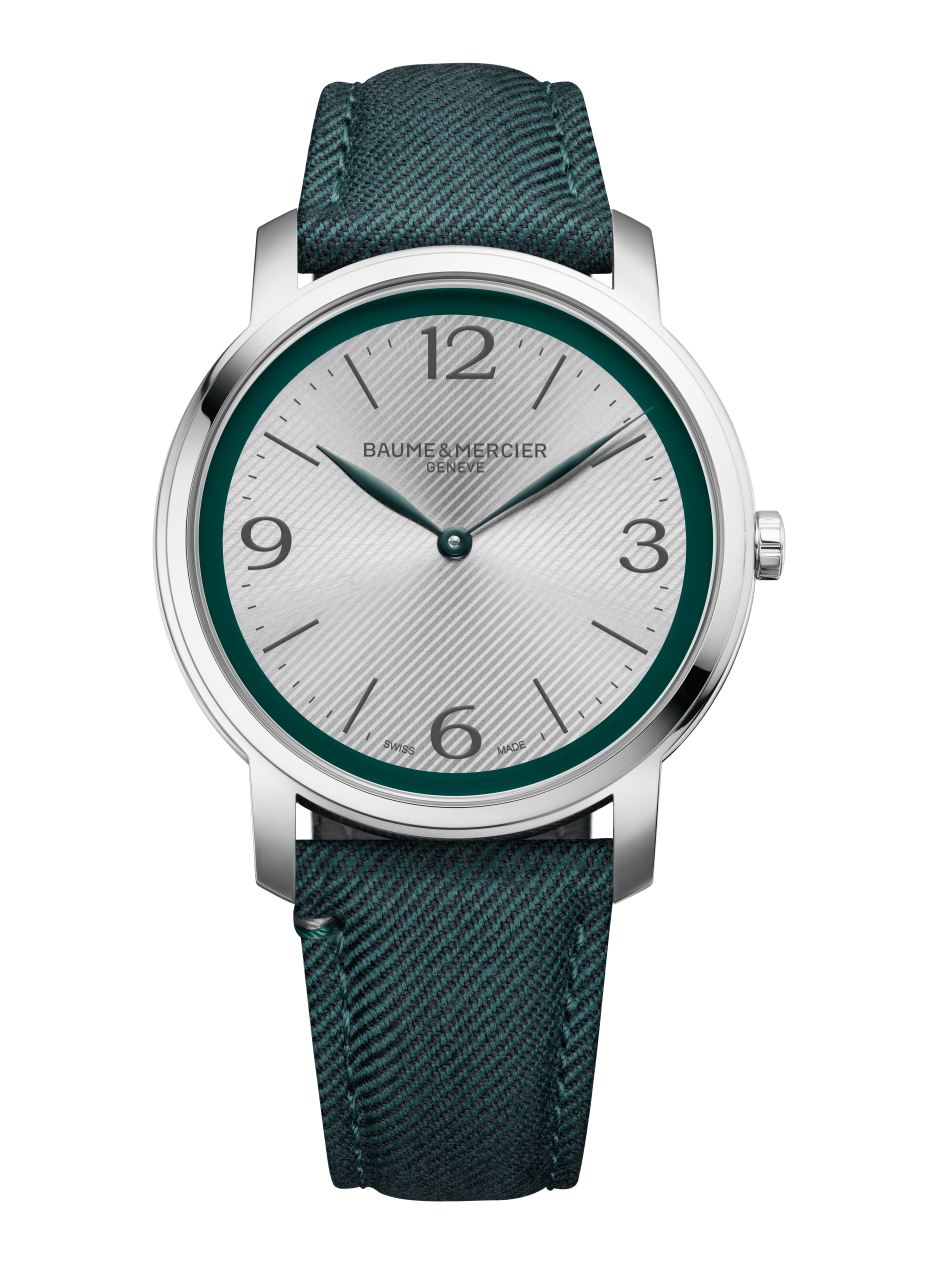 12
BAUME & MERCIER
GENEVE
9 3
SWISS 6 MADE